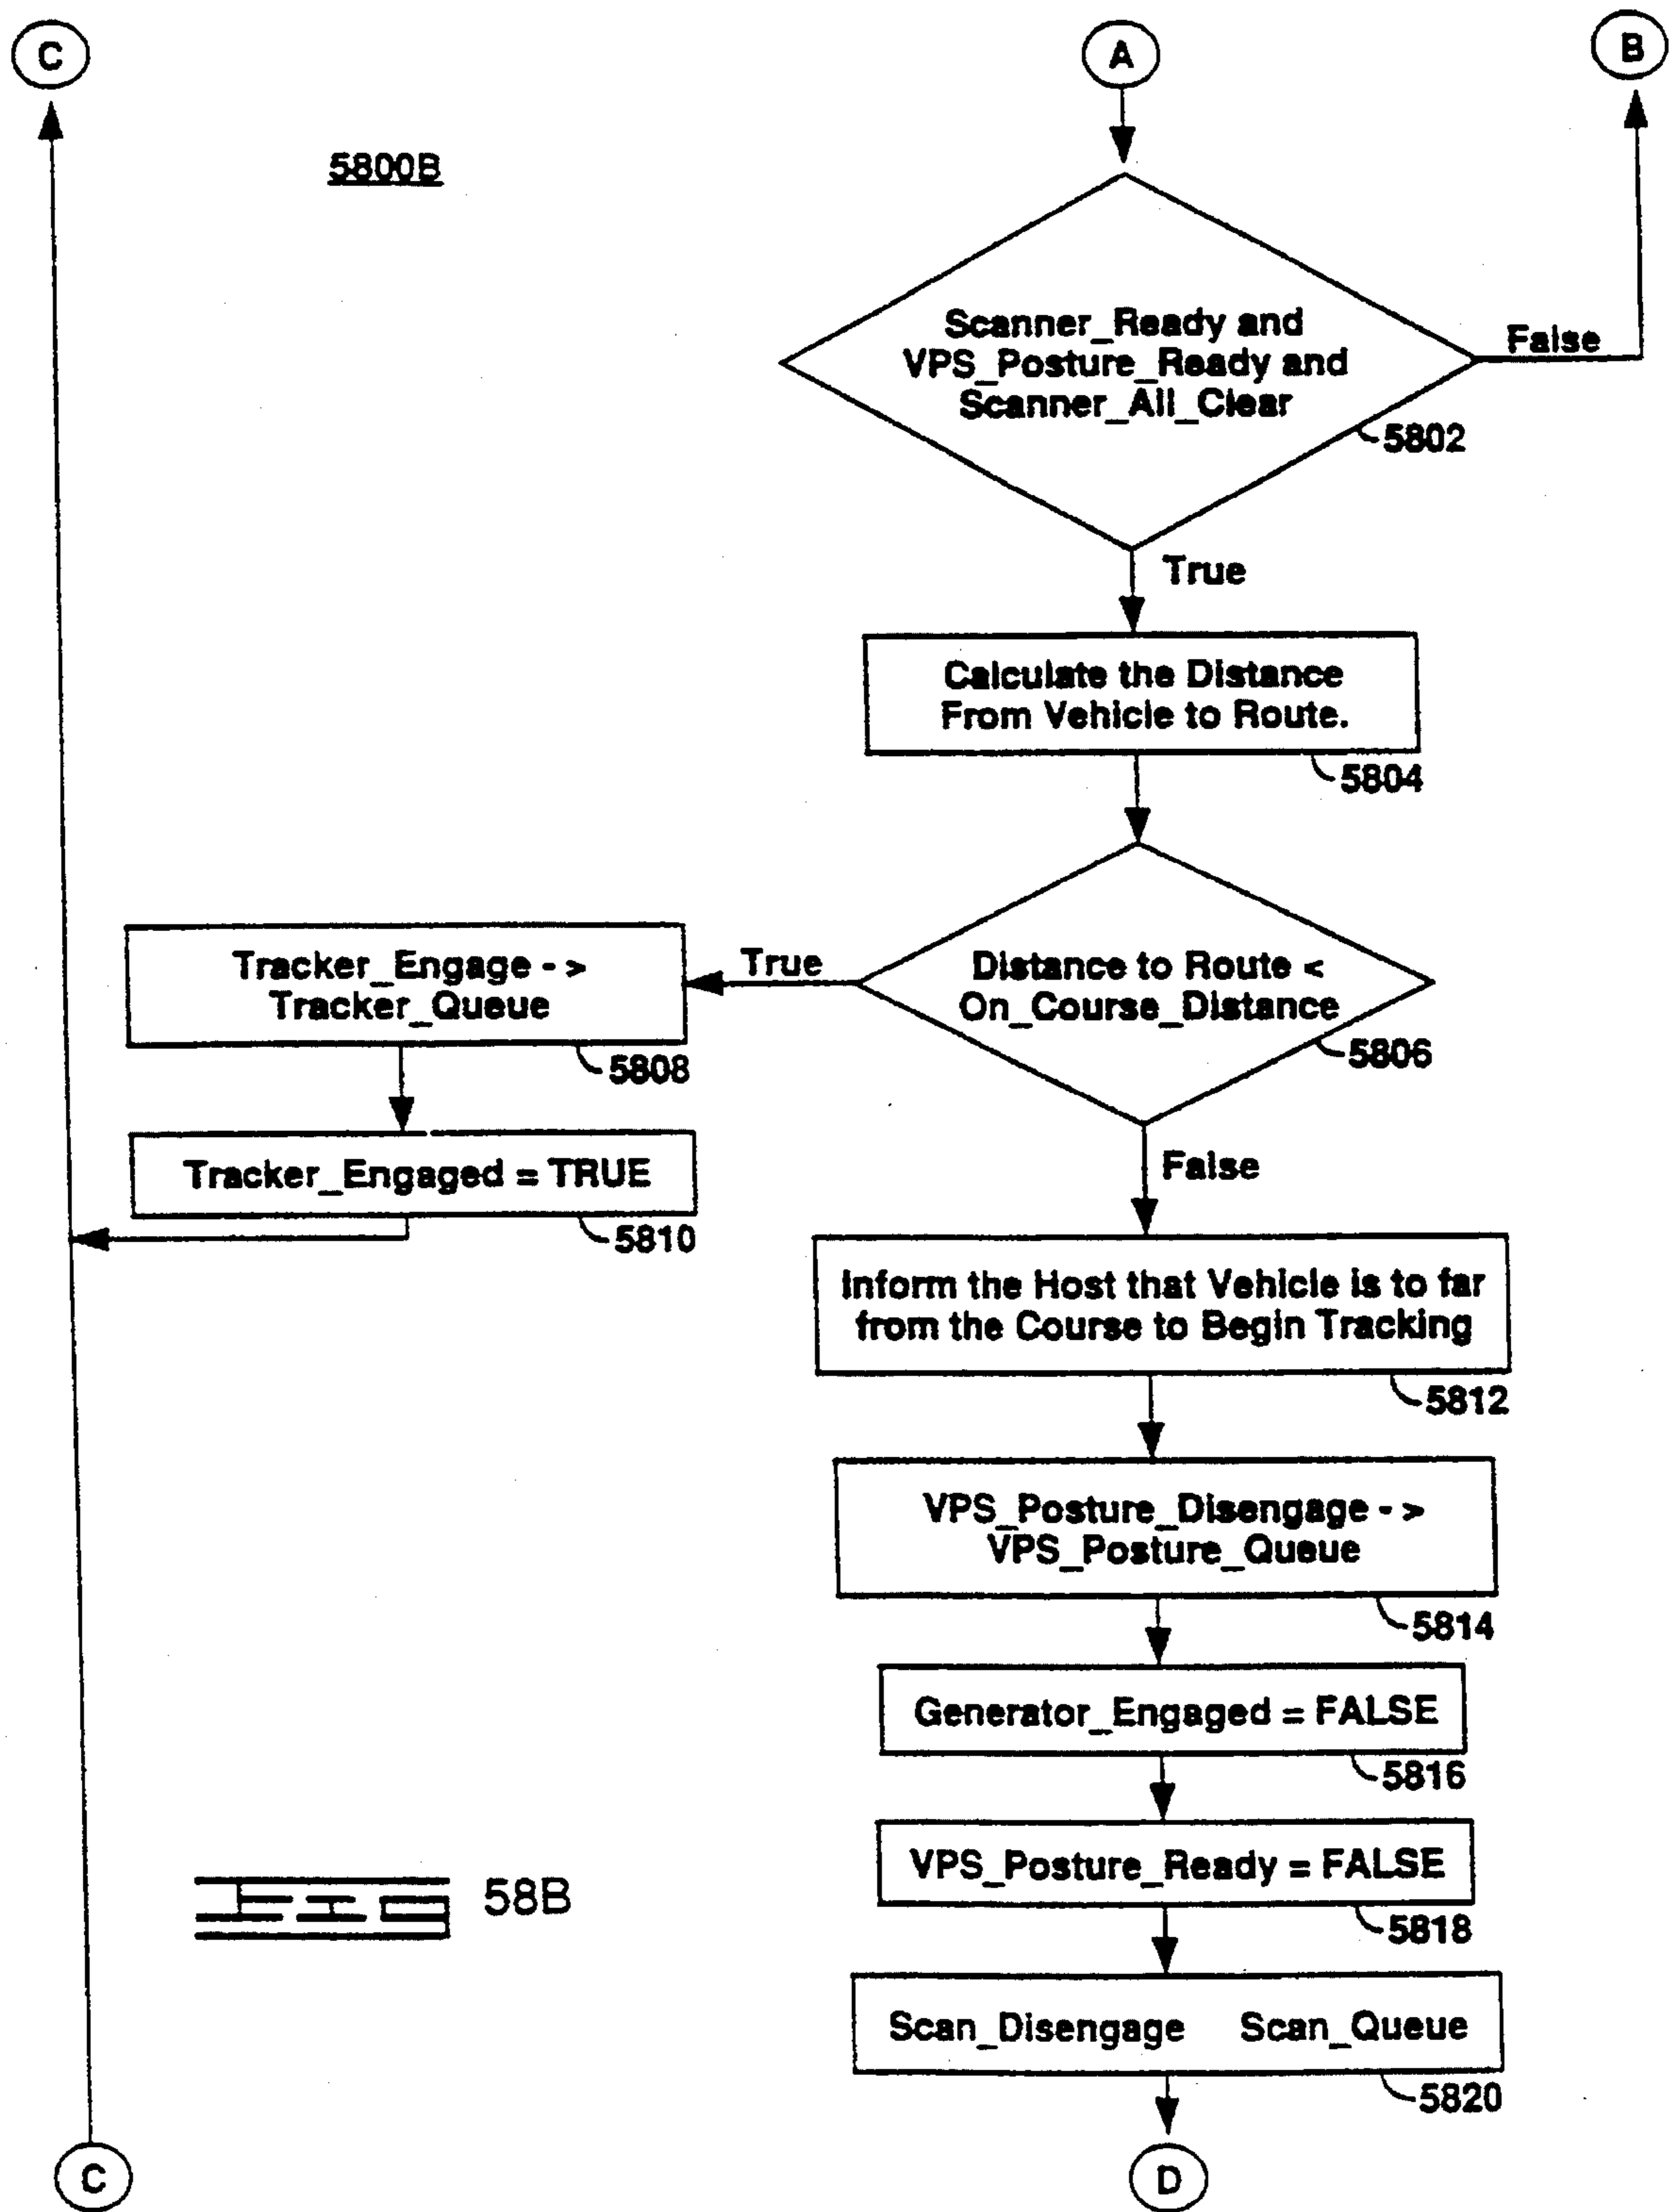 C
A
B
5800B
Scanner_Ready and
VPS_Posture_Ready and
Scanner_All_Clear
False
5802
True
Calculate the Distance
From Vehicle to Route.
5804
Distance to Route <
On_Course_Distance
5806
True
Tracker_Engage - >
Tracker_Queue
5808
Tracker_Engaged = TRUE
5810
False
Inform the Host that Vehicle is to far
from the Course to Begin Tracking
5812
VPS_Posture_Disengage - >
VPS_Posture_Queue
5814
Generator_Engaged = FALSE
5816
VPS_Posture_Ready = FALSE
5818
FIG 58B
Scan_Disengage Scan_Queue
5820
C
D